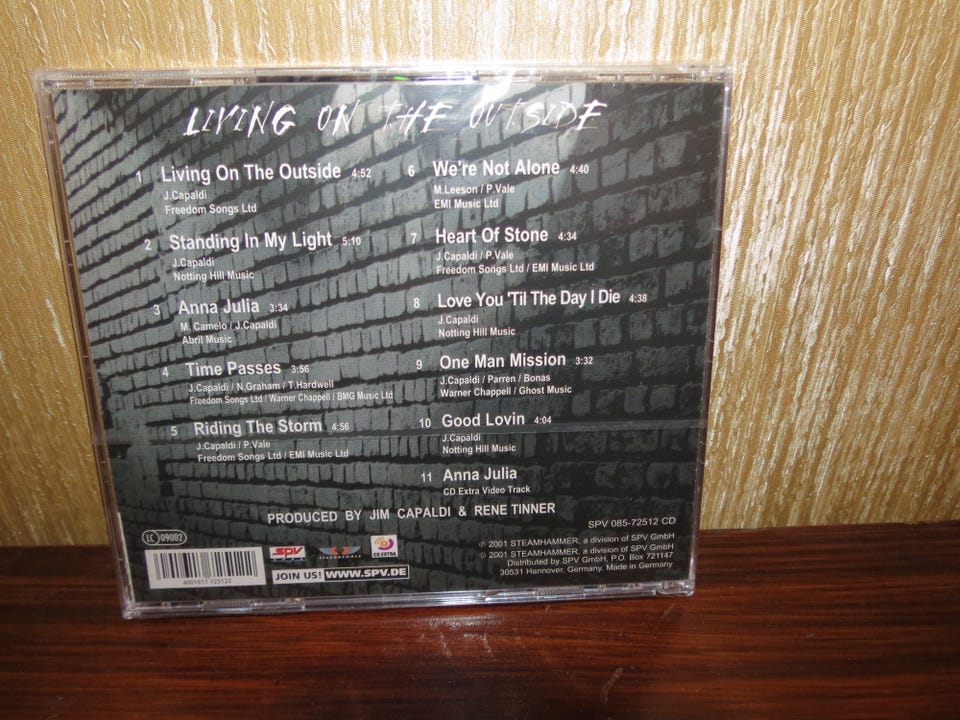 LIVING ON THE OUTSIDE
1 Living On The Outside 4:52
J.Capaldi
Freedom Songs Ltd
2 Standing In My Light 5:10
J.Capaldi
Notting Hill Music
3 Anna Julia 3:34
M. Camelo / J.Capaldi
Abril Music
4 Time Passes 3:56
J.Capaldi / N.Graham / T.Hardwell
Freedom Songs Ltd / Warner Chappell / BMG Music Ltd
5 Riding The Storm 4:56
J.Capaldi / P.Vale
Freedom Songs Ltd / EMI Music Ltd
6 We're Not Alone 4:40
M.Leeson / P.Vale
EMI Music Ltd
7 Heart Of Stone 4:34
J.Capaldi / P.Vale
Freedom Songs Ltd / EMI Music Ltd
8 Love You 'Til The Day I Die 4:38
J.Capaldi
Notting Hill Music
9 One Man Mission 3:32
J.Capaldi / Parren / Bonas
Warner Chappell / Ghost Music
10 Good Lovin 4:04
J.Capaldi
Notting Hill Music
11 Anna Julia
CD Extra Video Track
PRODUCED BY JIM CAPALDI & RENE TINNER
SPV 085-72512 CD
LC 09002
℗ 2001 STEAMHAMMER, a division of SPV GmbH
© 2001 STEAMHAMMER, a division of SPV GmbH
Distributed by SPV GmbH, P.O. Box 721147
30531 Hannover, Germany, Made in Germany
SPV
STEAMHAMMER
CD EXTRA
JOIN US! WWW.SPV.DE
4001617 725122